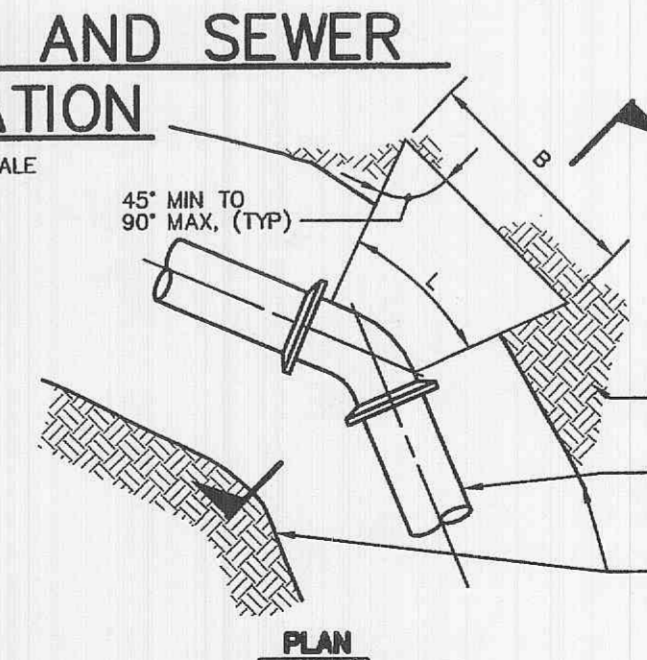 AND SEWER
ATION
ALE
45° MIN TO
90° MAX, (TYP)
B
L
PLAN